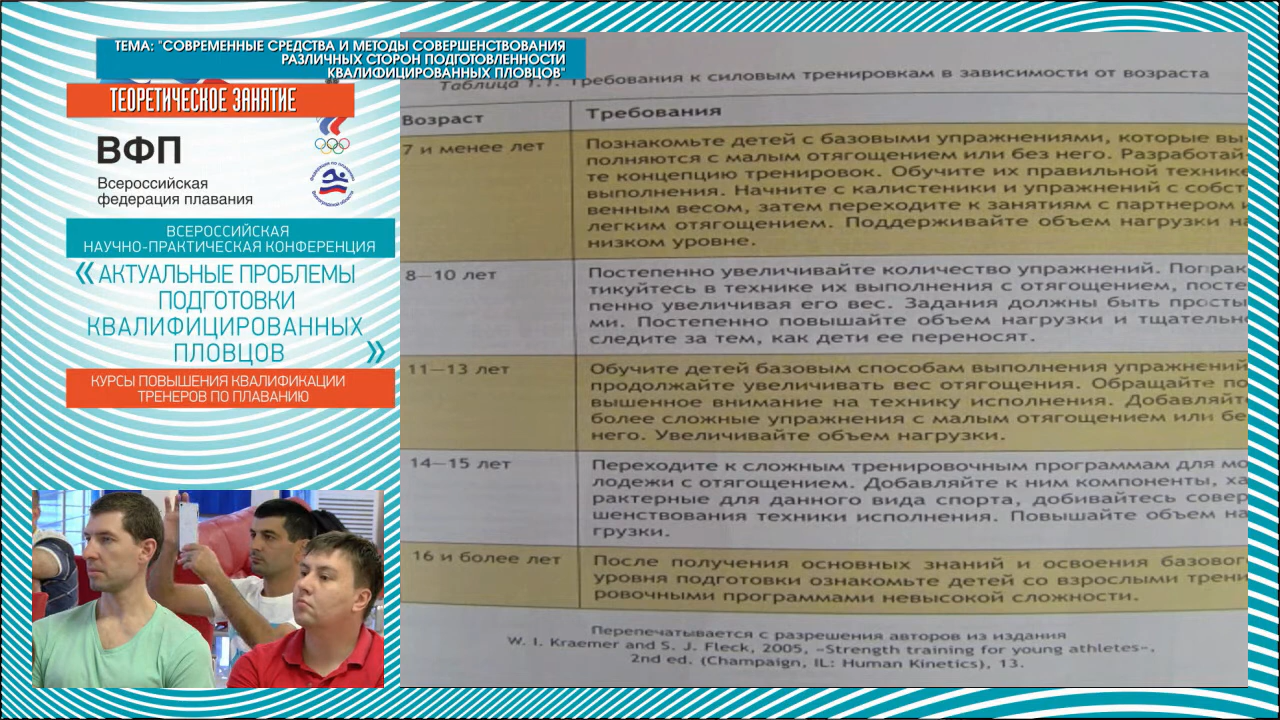 ТЕМА: "СОВРЕМЕННЫЕ СРЕДСТВА И МЕТОДЫ СОВЕРШЕНСТВОВАНИЯ
РАЗЛИЧНЫХ СТОРОН ПОДГОТОВЛЕННОСТИ
КВАЛИФИЦИРОВАННЫХ ПЛОВЦОВ"
ТЕОРЕТИЧЕСКОЕ ЗАНЯТИЕ
ВФП
Всероссийская
федерация плавания
ВСЕРОССИЙСКАЯ
НАУЧНО-ПРАКТИЧЕСКАЯ КОНФЕРЕНЦИЯ
«АКТУАЛЬНЫЕ ПРОБЛЕМЫ
ПОДГОТОВКИ
КВАЛИФИЦИРОВАННЫХ
ПЛОВЦОВ »
КУРСЫ ПОВЫШЕНИЯ КВАЛИФИКАЦИИ
ТРЕНЕРОВ ПО ПЛАВАНИЮ
Таблица 1.1. Требования к силовым тренировкам в зависимости от возраста
Возраст Требования
7 и менее лет Познакомьте детей с базовыми упражнениями, которые вы
полняются с малым отягощением или без него. Разработай
те концепцию тренировок. Обучите их правильной технике
выполнения. Начните с калистеники и упражнений с собст
венным весом, затем переходите к занятиям с партнером и
легким отягощением. Поддерживайте объем нагрузки на
низком уровне.
8—10 лет Постепенно увеличивайте количество упражнений. Попрак
тикуйтесь в технике их выполнения с отягощением, посте
пенно увеличивая его вес. Задания должны быть просты
ми. Постепенно повышайте объем нагрузки и тщательно
следите за тем, как дети ее переносят.
11—13 лет Обучите детей базовым способам выполнения упражнений
продолжайте увеличивать вес отягощения. Обращайте по
вышенное внимание на технику исполнения. Добавляйте
более сложные упражнения с малым отягощением или бе
него. Увеличивайте объем нагрузки.
14—15 лет Переходите к сложным тренировочным программам для мо
лодежи с отягощением. Добавляйте к ним компоненты, ха
рактерные для данного вида спорта, добивайтесь совер
шенствования техники исполнения. Повышайте объем на
грузки.
16 и более лет После получения основных знаний и освоения базовог
уровня подготовки ознакомьте детей со взрослыми трени
ровочными программами невысокой сложности.
Перепечатывается с разрешения авторов из издания
W. I. Kraemer and S. J. Fleck, 2005, «Strength training for young athletes»,
2nd ed. (Champaign, IL: Human Kinetics), 13.